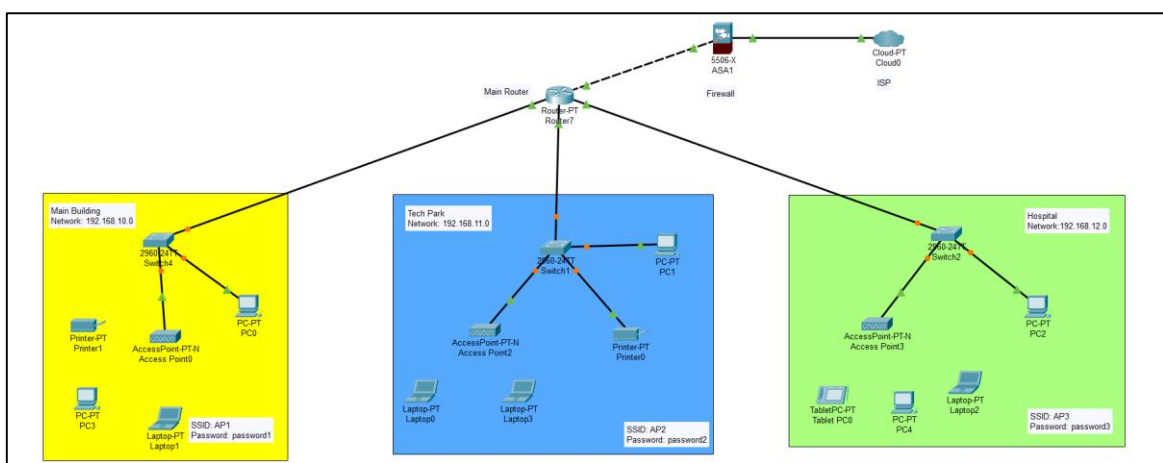 5506-X
ASA1
Firewall
Cloud-PT
Cloud0
ISP
Main Router
Router-PT
Router7
Main Building
Network: 192.168.10.0
2960-24TT
Switch4
PC-PT
PC0
Printer-PT
Printer1
AccessPoint-PT-N
Access Point0
PC-PT
PC3
Laptop-PT
Laptop1
SSID: AP1
Password: password1
Tech Park
Network: 192.168.11.0
2960-24TT
Switch1
PC-PT
PC1
AccessPoint-PT-N
Access Point2
Printer-PT
Printer0
Laptop-PT
Laptop0
Laptop-PT
Laptop3
SSID: AP2
Password: password2
Hospital
Network:192.168.12.0
2960-24TT
Switch2
AccessPoint-PT-N
Access Point3
PC-PT
PC2
TabletPC-PT
Tablet PC0
PC-PT
PC4
Laptop-PT
Laptop2
SSID: AP3
Password: password3